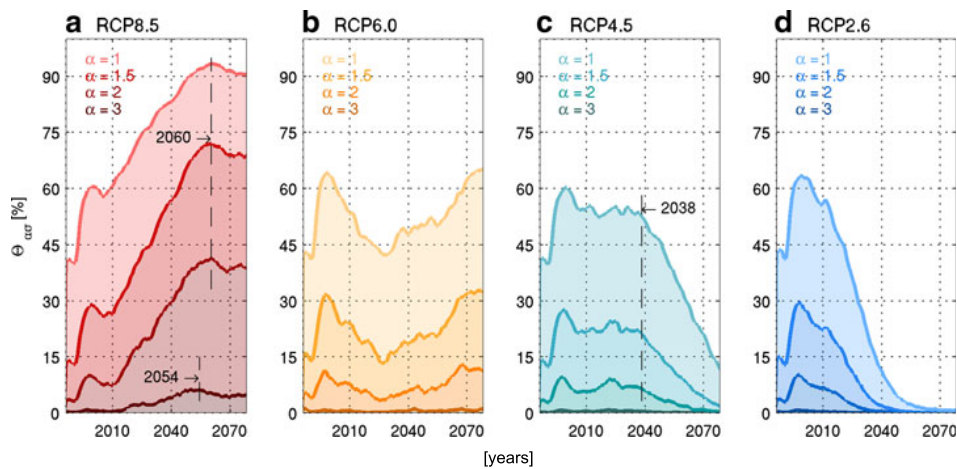 a RCP8.5
b RCP6.0
c RCP4.5
d RCP2.6
Θασ [%]
90
75
60
45
30
15
0
α = 1
α = 1.5
α = 2
α = 3
2060
2054
2010 2040 2070
90
75
60
45
30
15
0
α = 1
α = 1.5
α = 2
α = 3
2010 2040 2070
90
75
60
45
30
15
0
α = 1
α = 1.5
α = 2
α = 3
2038
2010 2040 2070
90
75
60
45
30
15
0
α = 1
α = 1.5
α = 2
α = 3
2010 2040 2070
[years]